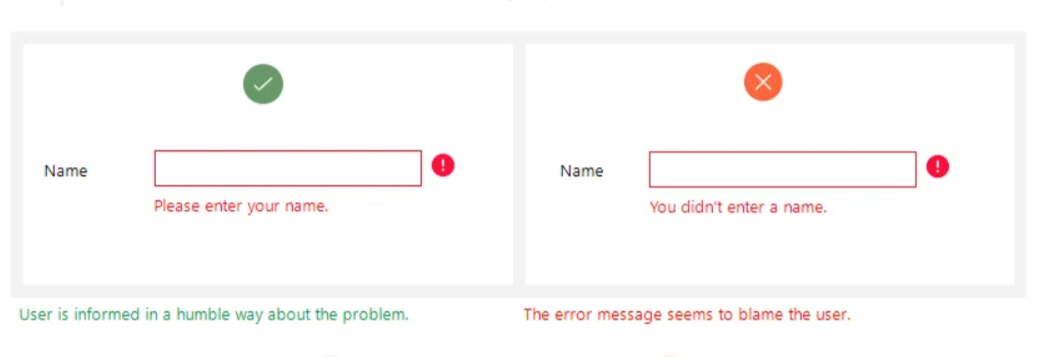 Name
Please enter your name.
Name
You didn't enter a name.
User is informed in a humble way about the problem.
The error message seems to blame the user.